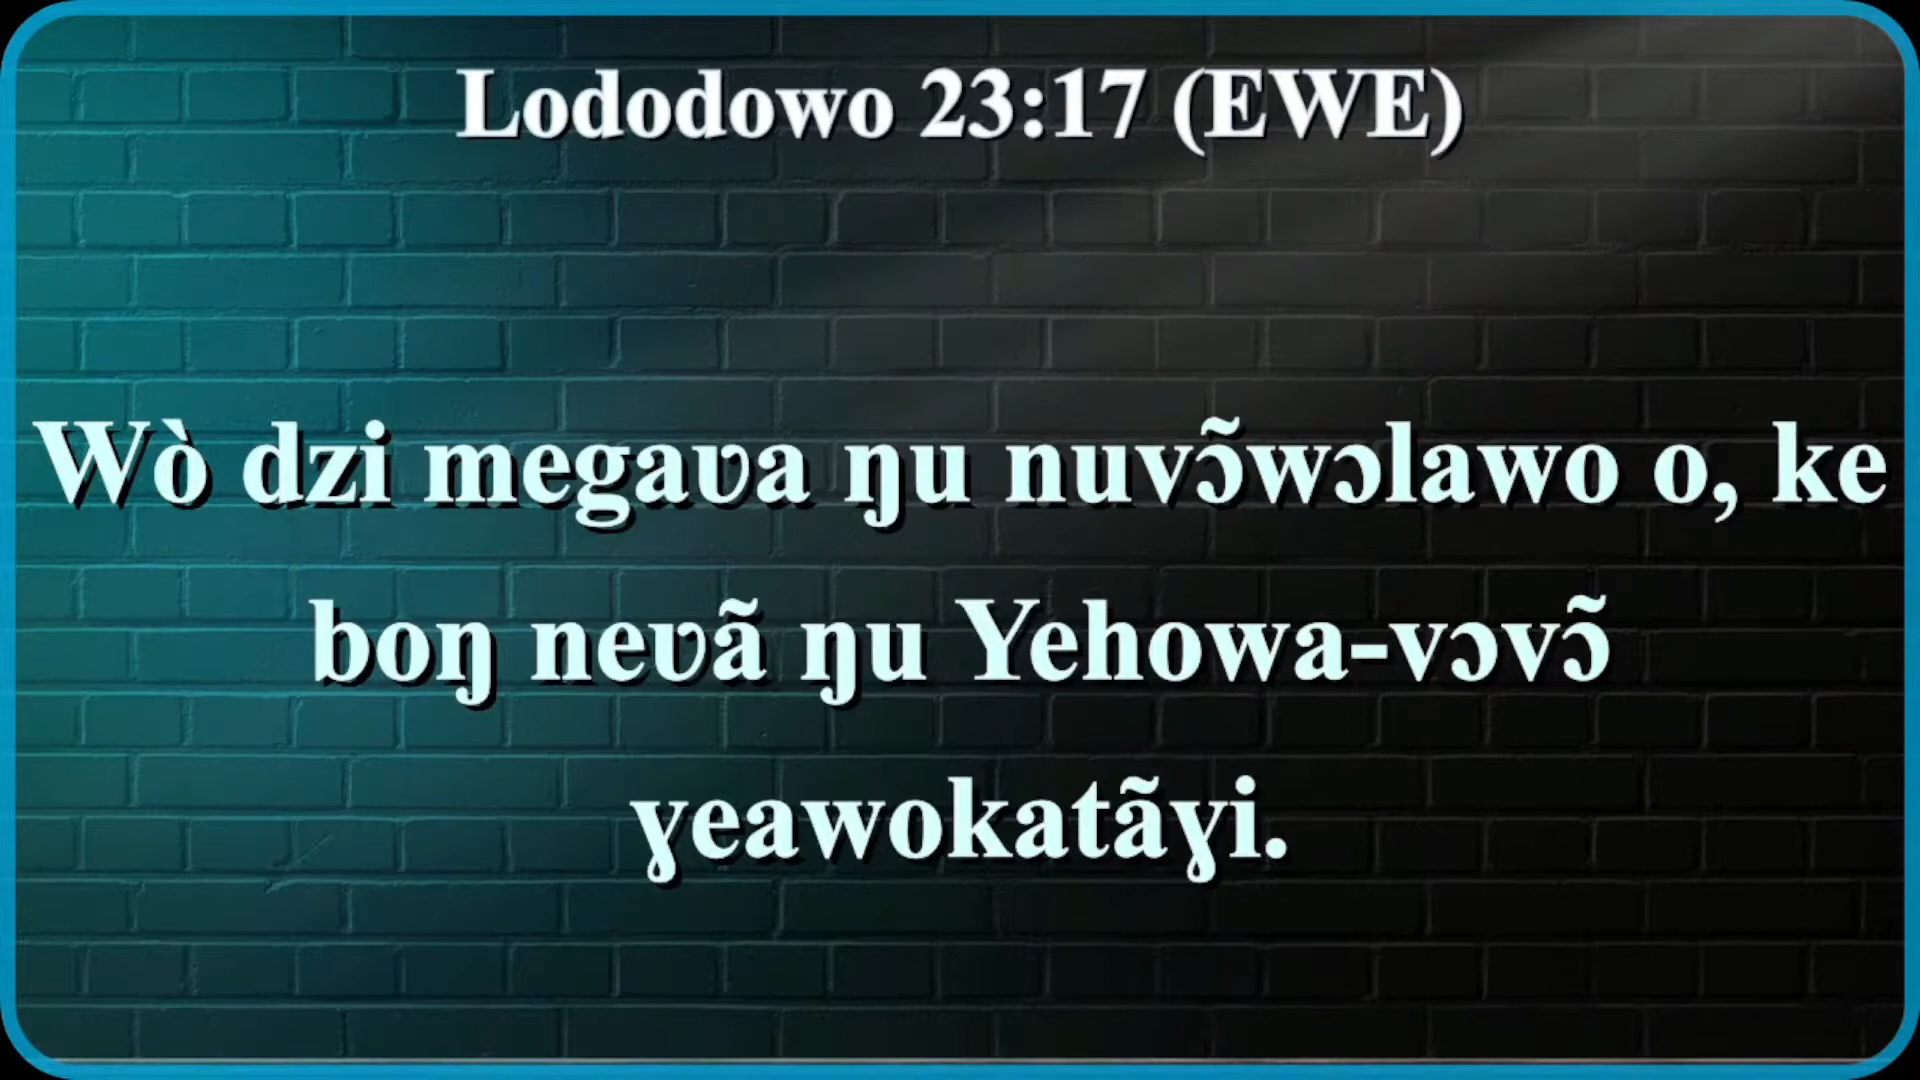 Lododowo 23:17 (EWE)
Wò dzi megaʋa ŋu nuvɔ̃wɔlawo o, ke
boŋ neʋã ŋu Yehowa-vɔvɔ̃
ɣeawokatãɣi.